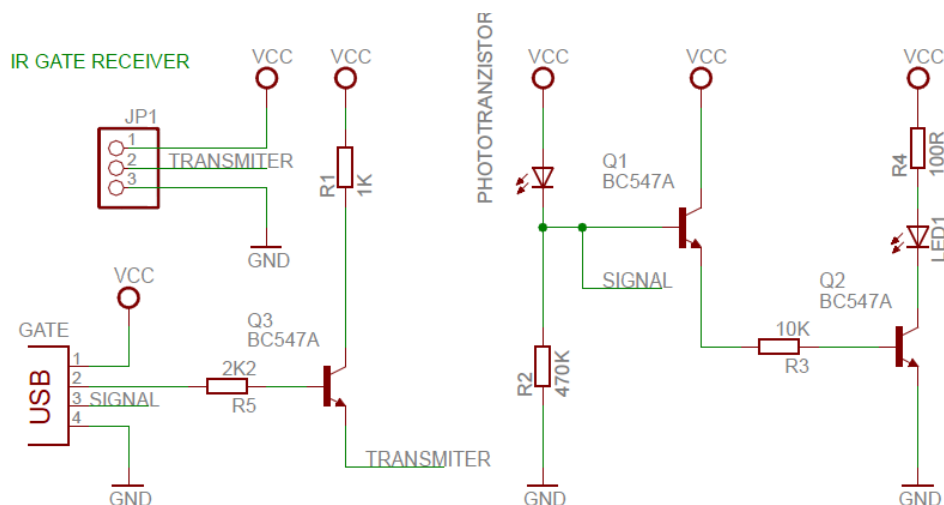 IR GATE RECEIVER
VCC
VCC
JP1
1
2
3
TRANSMITER
R1
1K
GND
VCC
GATE
USB
1
2
3
4
SIGNAL
2K2
R5
Q3
BC547A
TRANSMITER
GND
PHOTOTRANZISTOR
VCC
VCC
VCC
Q1
BC547A
R4
100R
LED1
SIGNAL
Q2
BC547A
10K
R3
R2
470K
GND
GND